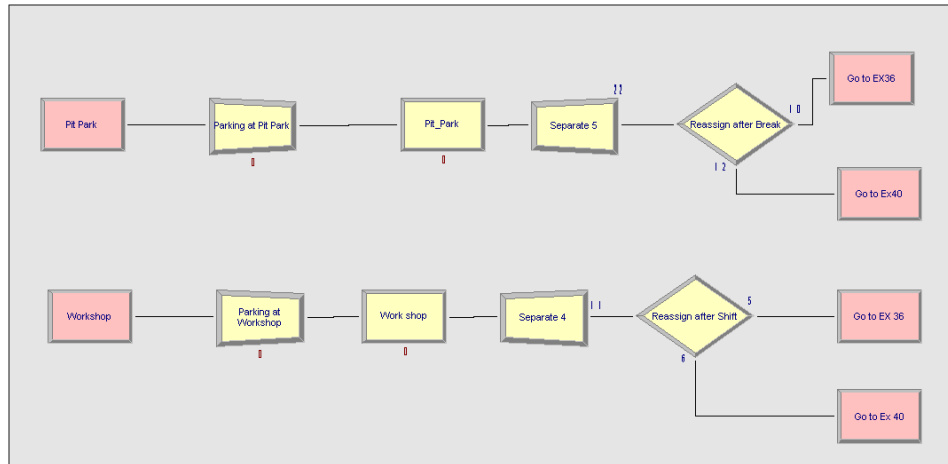 22
Go to EX36
10
Pit Park
Parking at Pit Park
Pit_Park
Separate 5
Reassign after Break
0
0
12
Go to Ex40
Workshop
Parking at
Workshop
Work shop
Separate 4
11
Reassign after Shift
5
Go to EX 36
0
0
6
Go to Ex 40